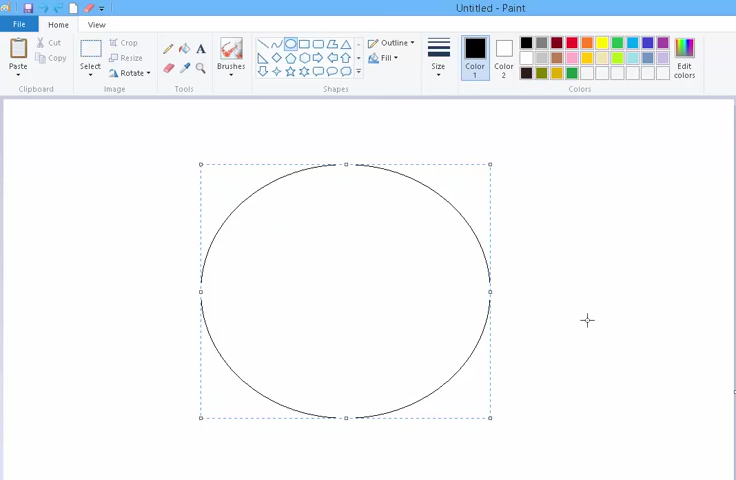 Untitled - Paint
File Home View
Paste
Cut
Copy
Clipboard
Select
Crop
Resize
Rotate
Image
A
Tools
Brushes
Outline
Fill
Shapes
Size
Color
1
Color
2
Edit
colors
Colors